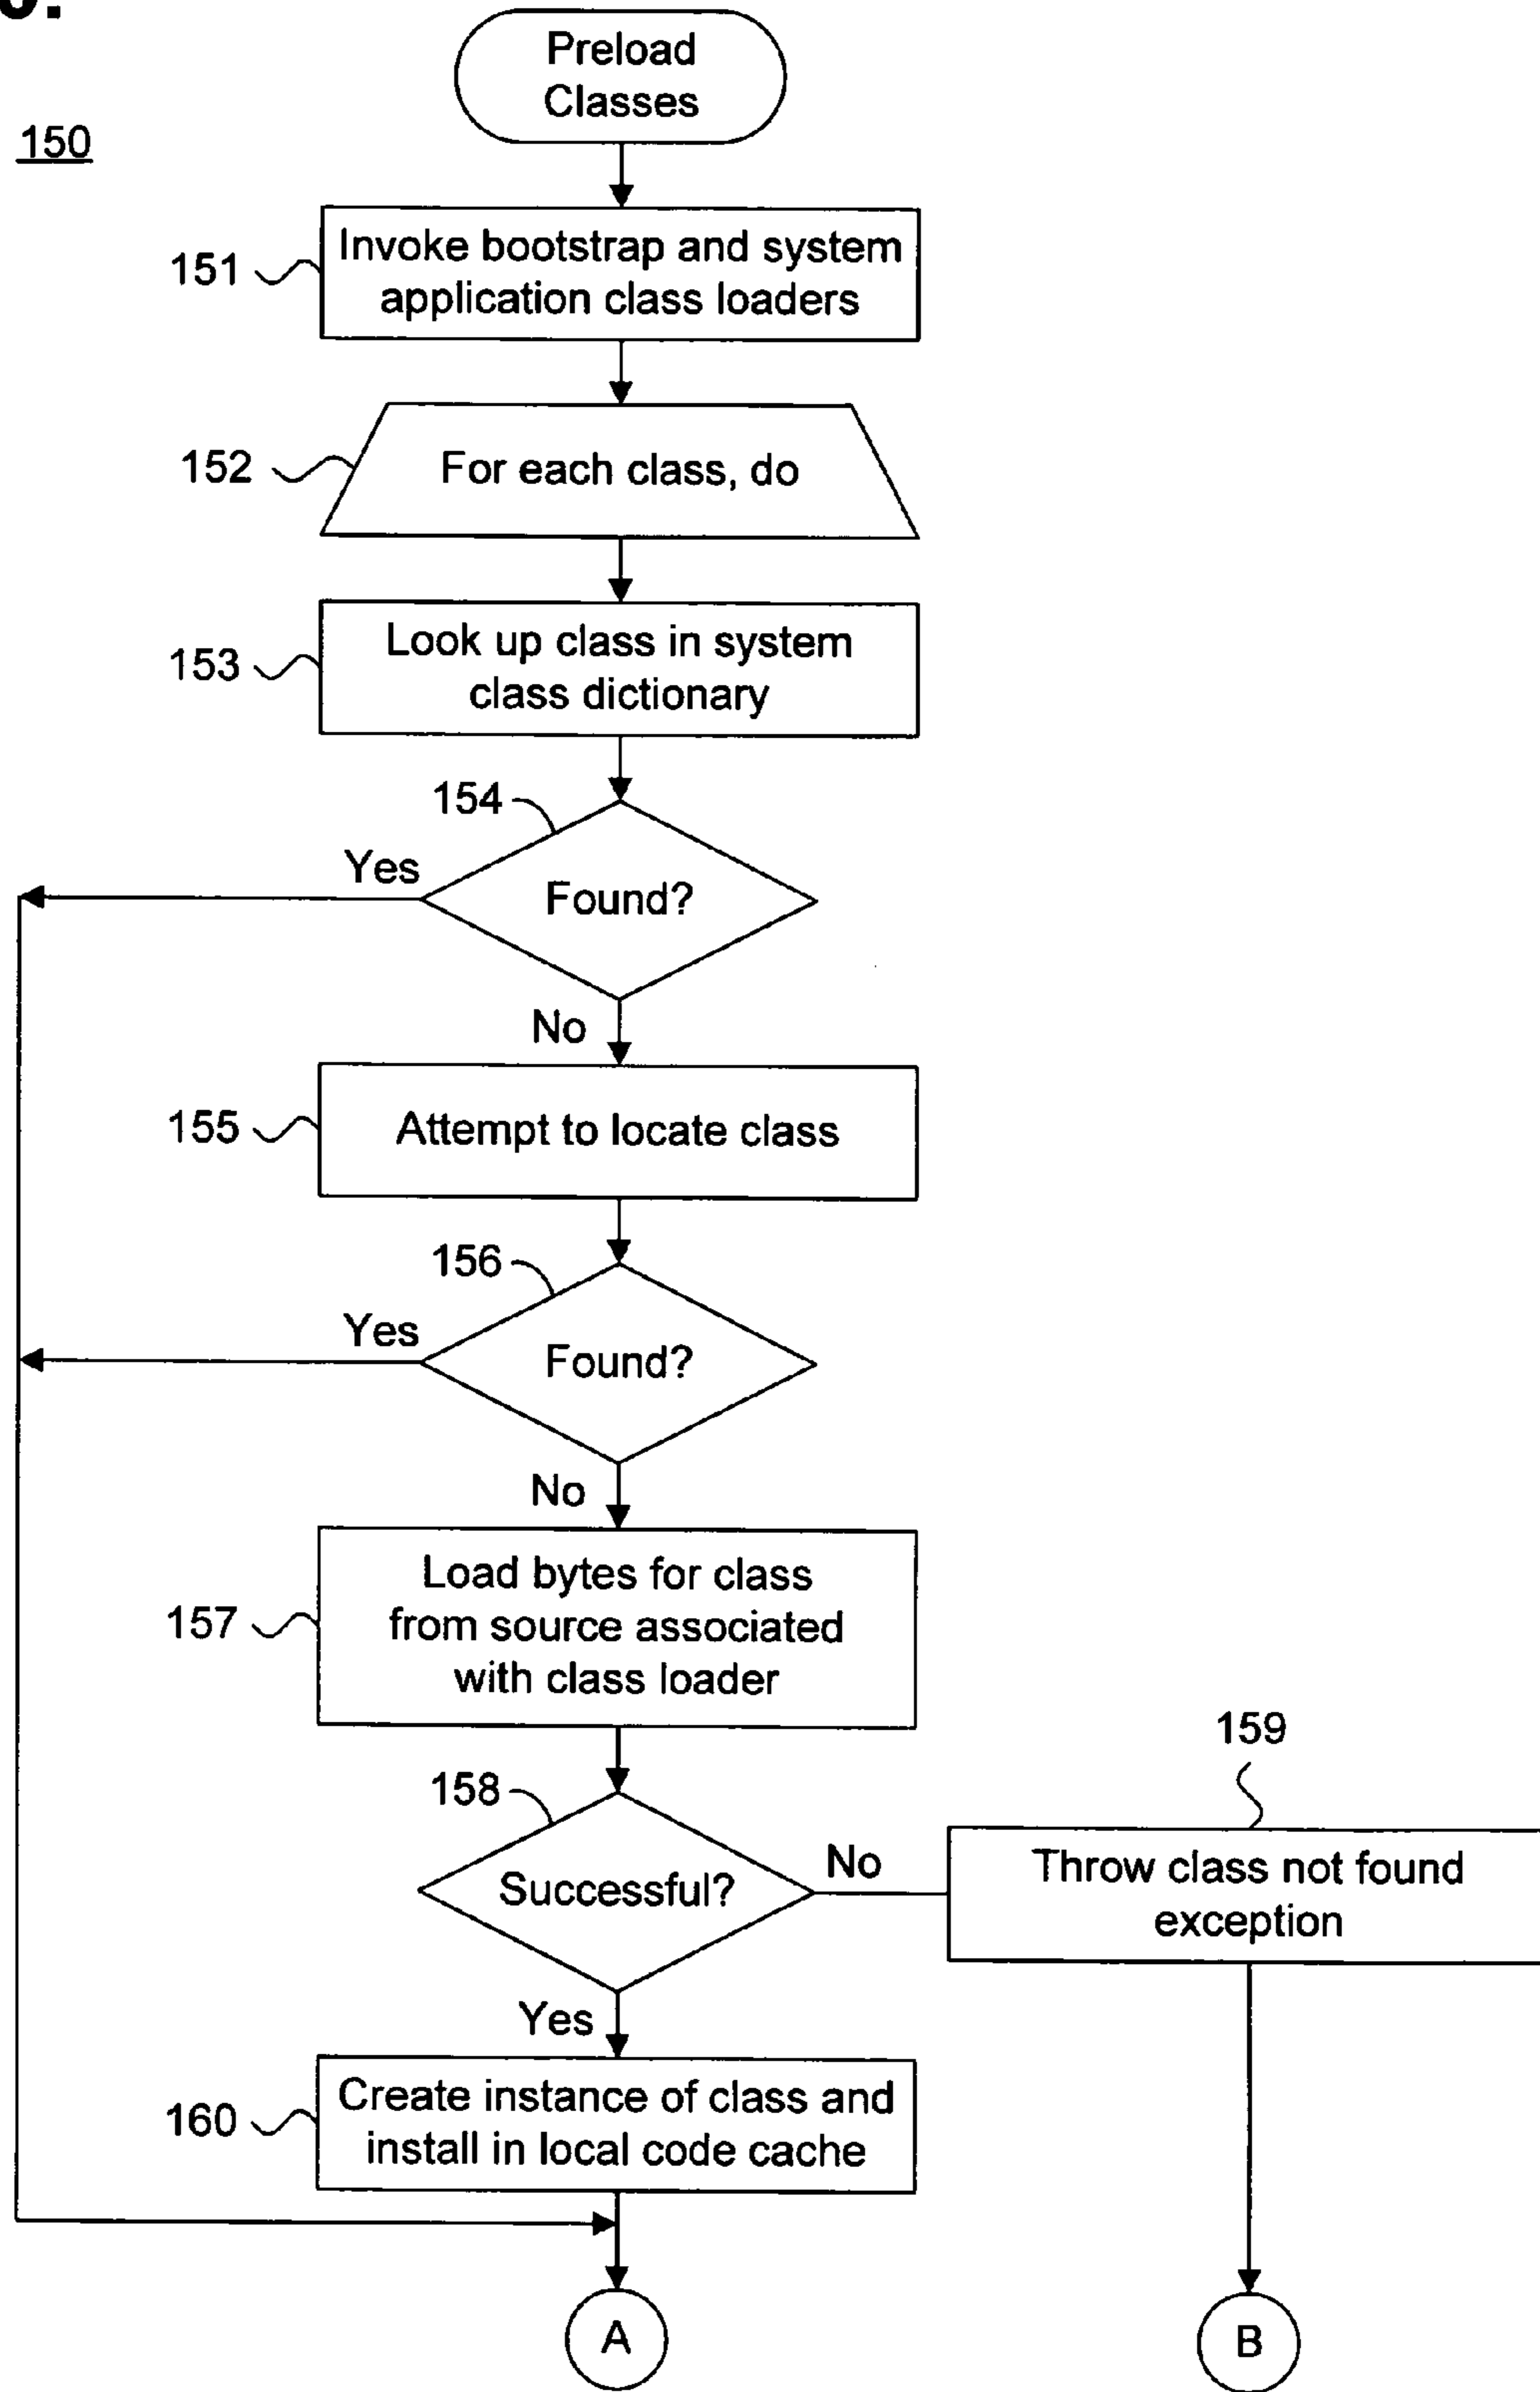 Preload
Classes
150
151
Invoke bootstrap and system
application class loaders
152
For each class, do
153
Look up class in system
class dictionary
154
Yes
Found?
No
155
Attempt to locate class
156
Yes
Found?
No
157
Load bytes for class
from source associated
with class loader
159
158
Successful?
No
Throw class not found
exception
Yes
160
Create instance of class and
install in local code cache
A
B